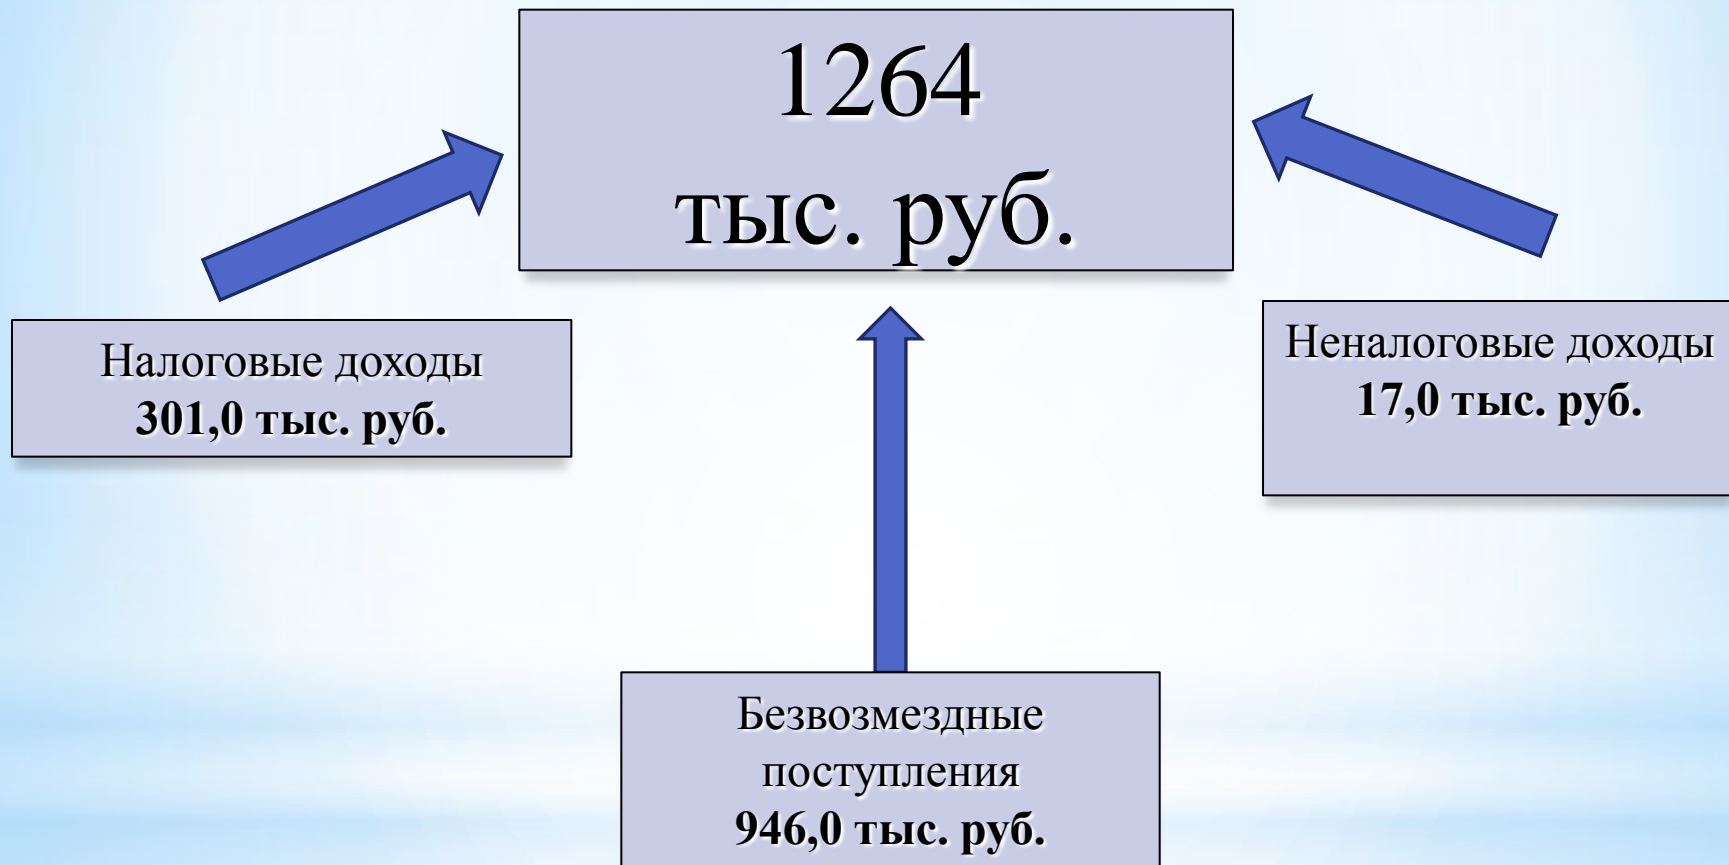 1264
тыс. руб.
Налоговые доходы
301,0 тыс. руб.
Неналоговые доходы
17,0 тыс. руб.
Безвозмездные
поступления
946,0 тыс. руб.